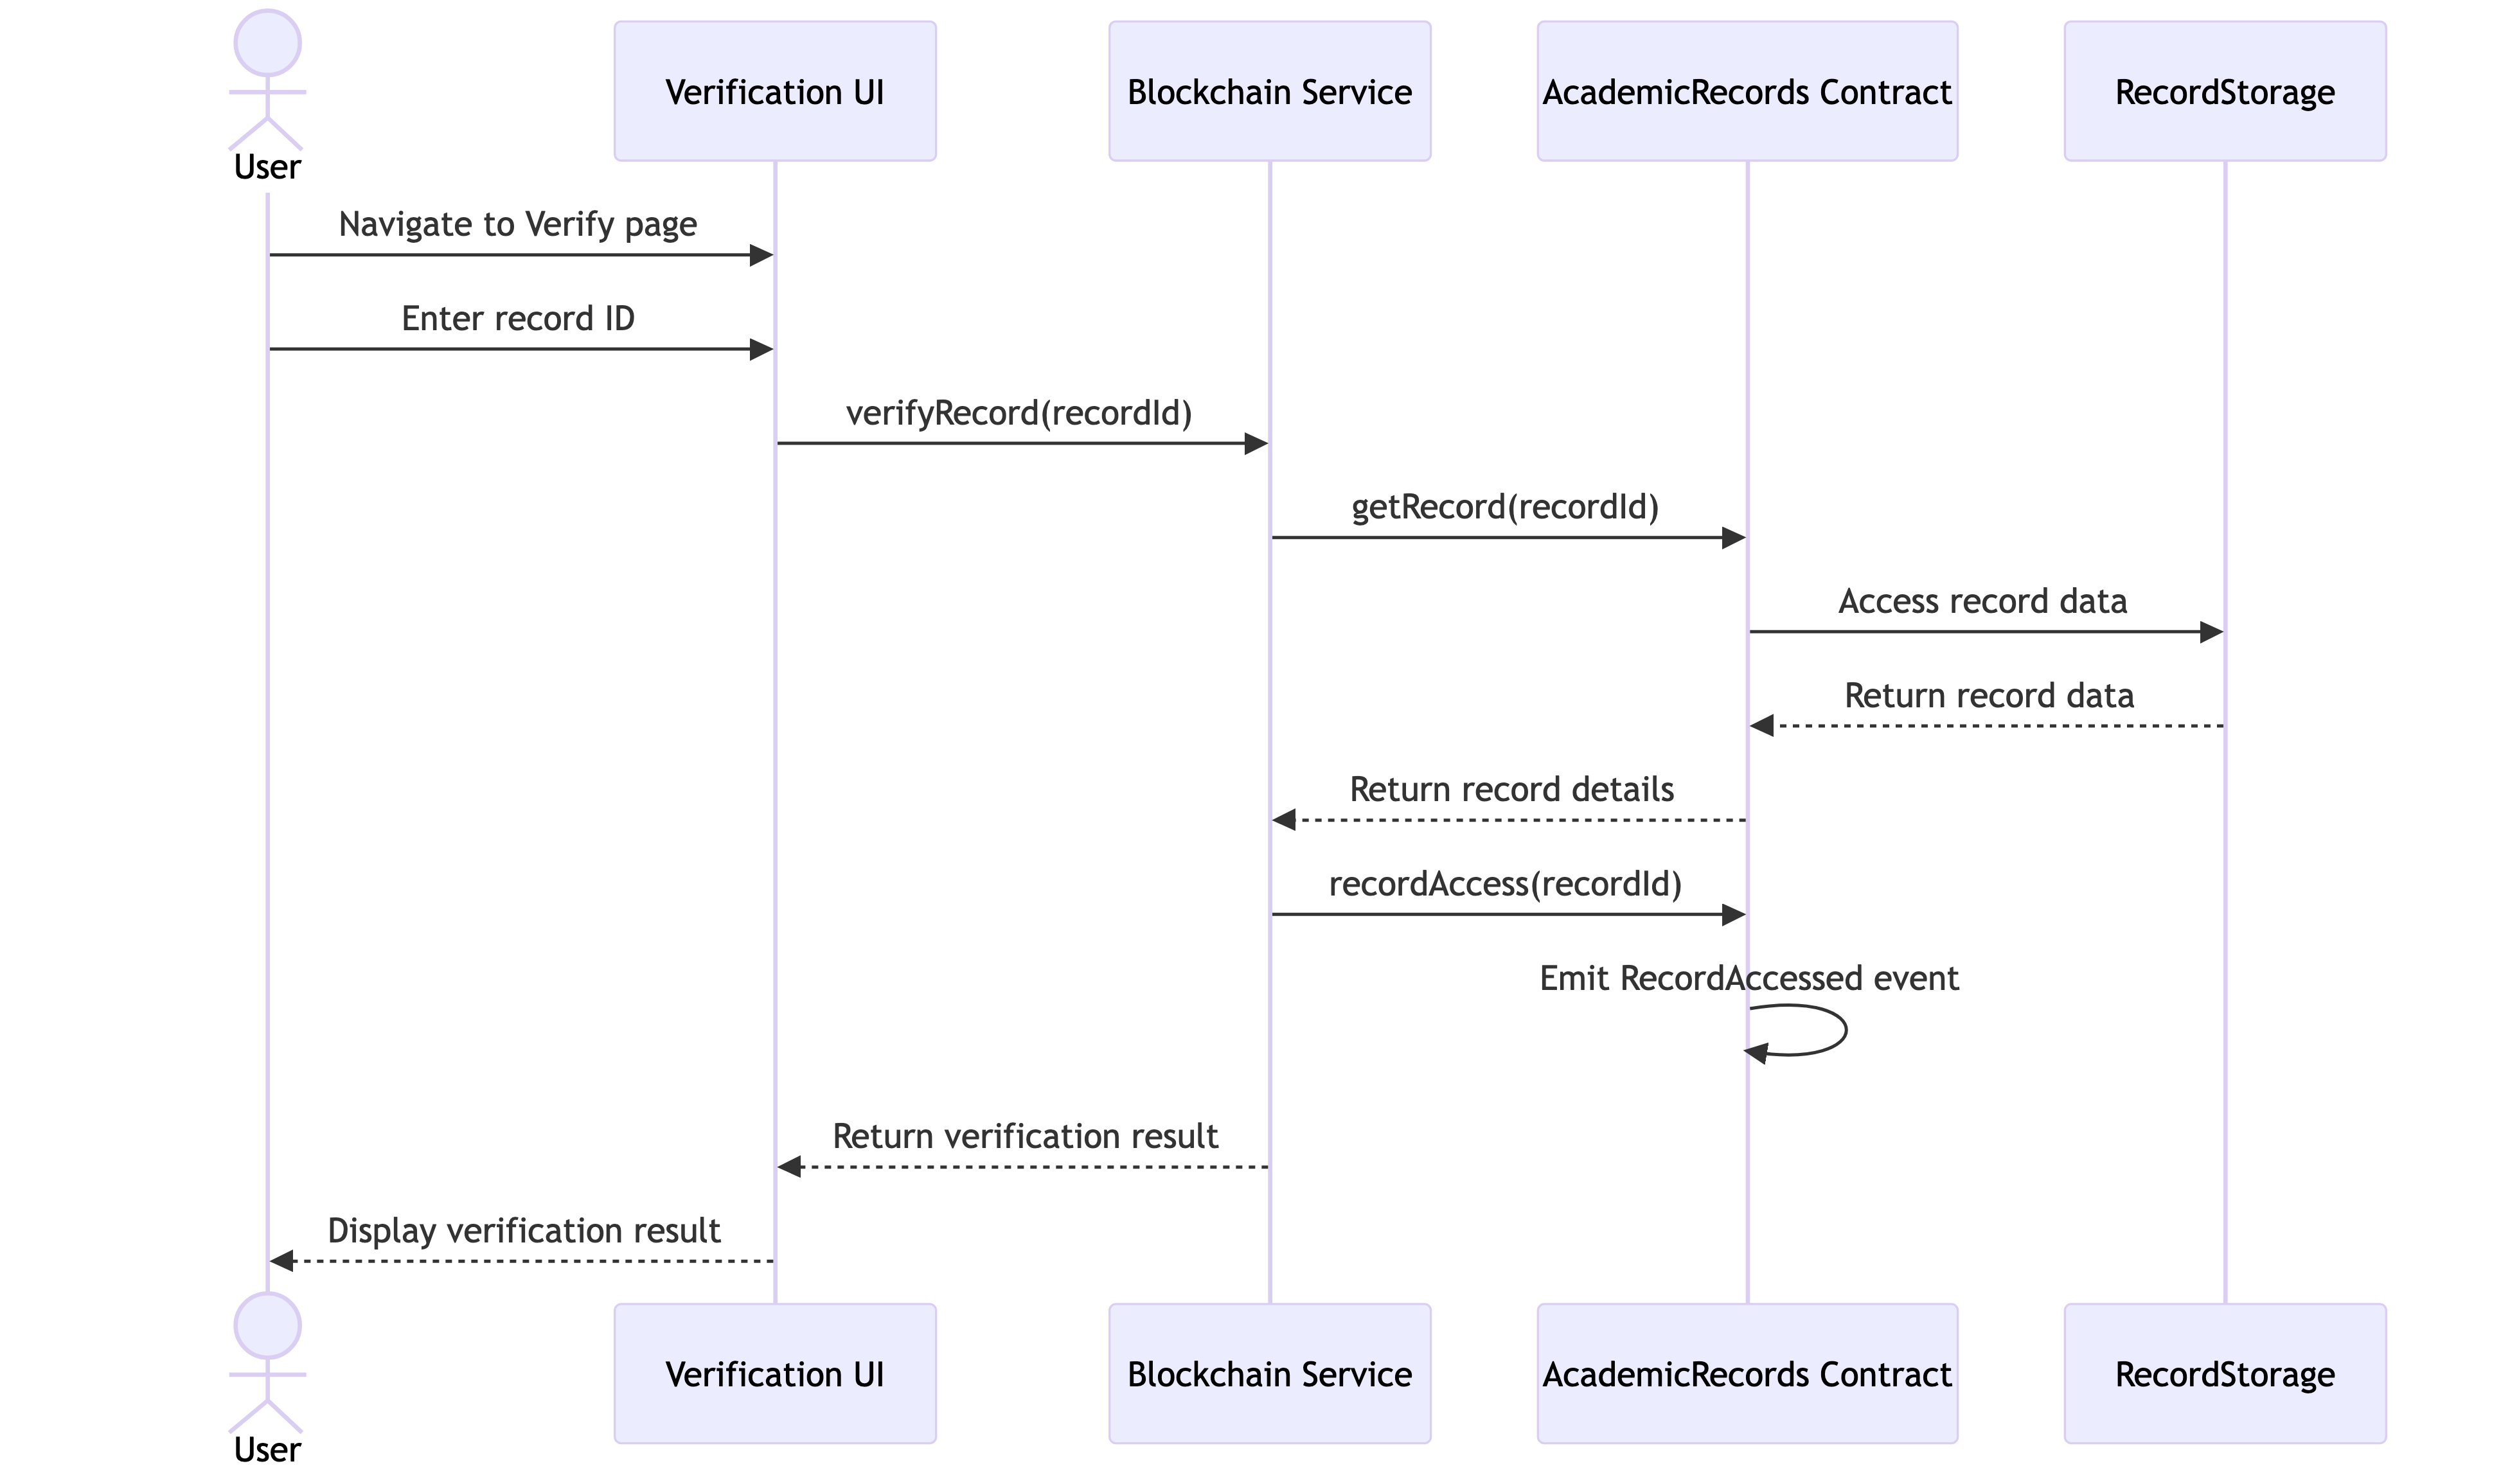 User
Verification UI
Blockchain Service
AcademicRecords Contract
RecordStorage
Navigate to Verify page
Enter record ID
verifyRecord(recordId)
getRecord(recordId)
Access record data
Return record data
Return record details
recordAccess(recordId)
Emit RecordAccessed event
Return verification result
Display verification result
User
Verification UI
Blockchain Service
AcademicRecords Contract
RecordStorage